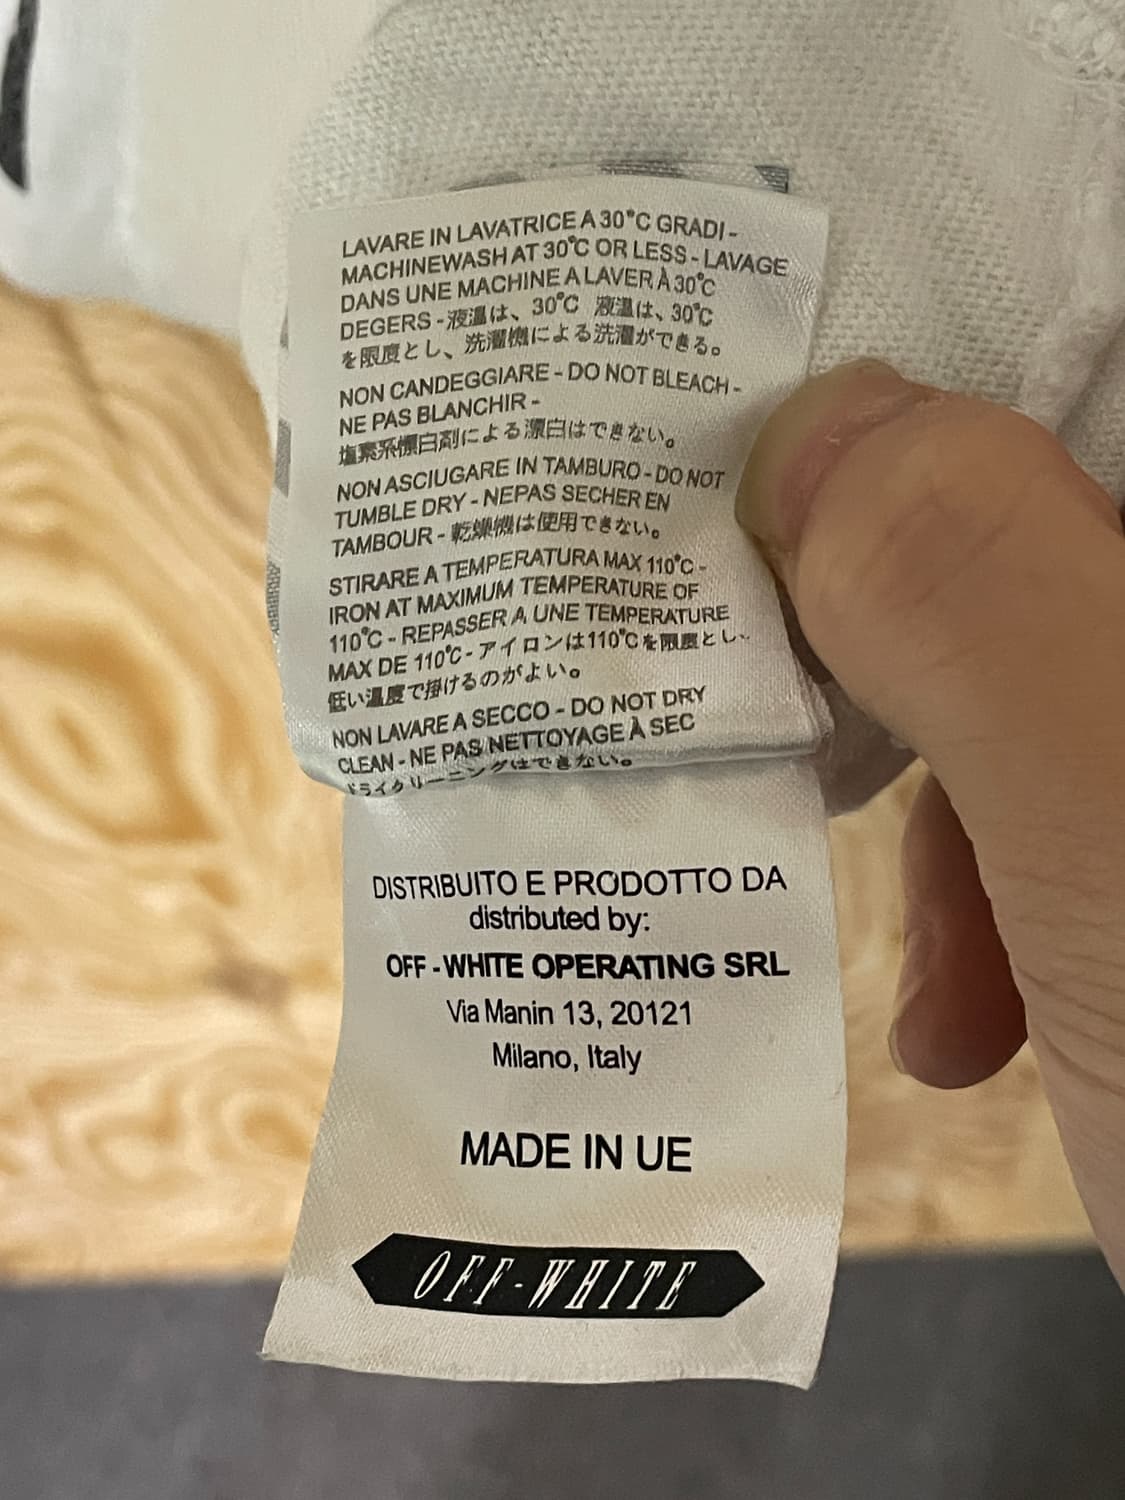 LAVARE IN LAVATRICE A 30°C GRADI -
MACHINEWASH AT 30°C OR LESS - LAVAGE
DANS UNE MACHINE A LAVER À 30°C
DEGERS - 液温は、30°C 液温は、30°C
を限度とし、洗濯機による洗濯ができる。
NON CANDEGGIARE - DO NOT BLEACH -
NE PAS BLANCHIR -
塩素系漂白剤による漂白はできない。
NON ASCIUGARE IN TAMBURO - DO NOT
TUMBLE DRY - NEPAS SECHER EN
TAMBOUR - 乾燥機は使用できない。
STIRARE A TEMPERATURA MAX 110°C -
IRON AT MAXIMUM TEMPERATURE OF
110°C - REPASSER A UNE TEMPERATURE
MAX DE 110°C - アイロンは110°Cを限度とし、
低い温度で掛けるのがよい。
NON LAVARE A SECCO - DO NOT DRY
CLEAN - NE PAS NETTOYAGE À SEC
ドライクリーニングはできない。
DISTRIBUITO E PRODOTTO DA
distributed by:
OFF-WHITE OPERATING SRL
Via Manin 13, 20121
Milano, Italy
MADE IN UE
OFF-WHITE